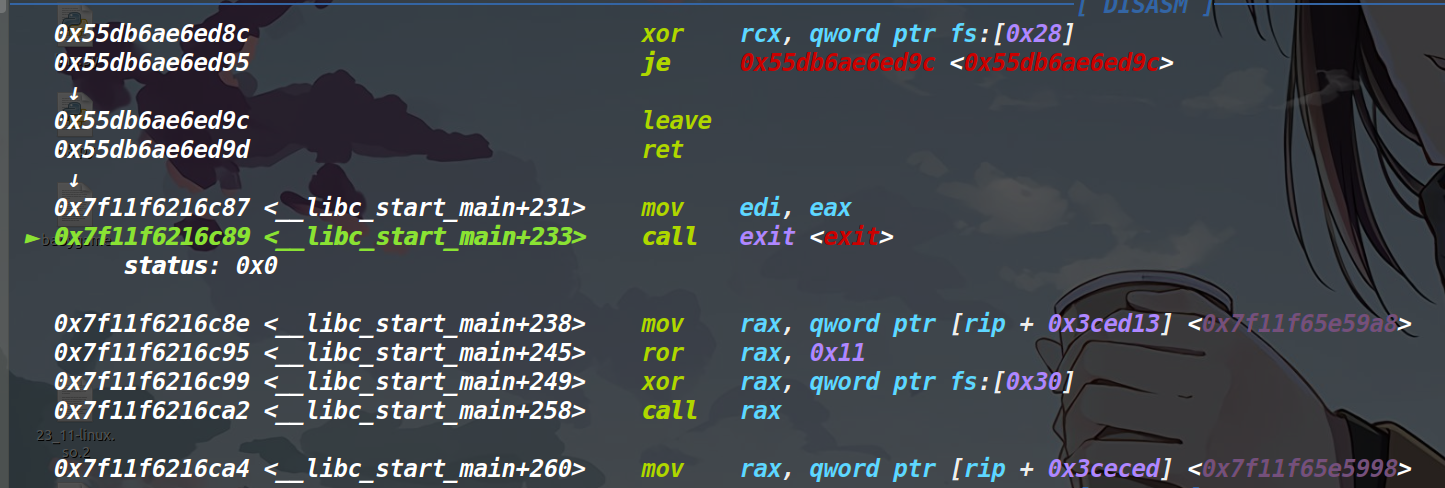 [ DISASM ]
0x55db6ae6ed8c xor rcx, qword ptr fs:[0x28]
0x55db6ae6ed95 je 0x55db6ae6ed9c <0x55db6ae6ed9c>
↓
0x55db6ae6ed9c leave
0x55db6ae6ed9d ret
↓
0x7f11f6216c87 <__libc_start_main+231> mov edi, eax
► 0x7f11f6216c89 <__libc_start_main+233> call exit <exit>
status: 0x0
0x7f11f6216c8e <__libc_start_main+238> mov rax, qword ptr [rip + 0x3ced13] <0x7f11f65e59a8>
0x7f11f6216c95 <__libc_start_main+245> ror rax, 0x11
0x7f11f6216c99 <__libc_start_main+249> xor rax, qword ptr fs:[0x30]
0x7f11f6216ca2 <__libc_start_main+258> call rax
23_11-linux.
so.2
0x7f11f6216ca4 <__libc_start_main+260> mov rax, qword ptr [rip + 0x3ceced] <0x7f11f65e5998>